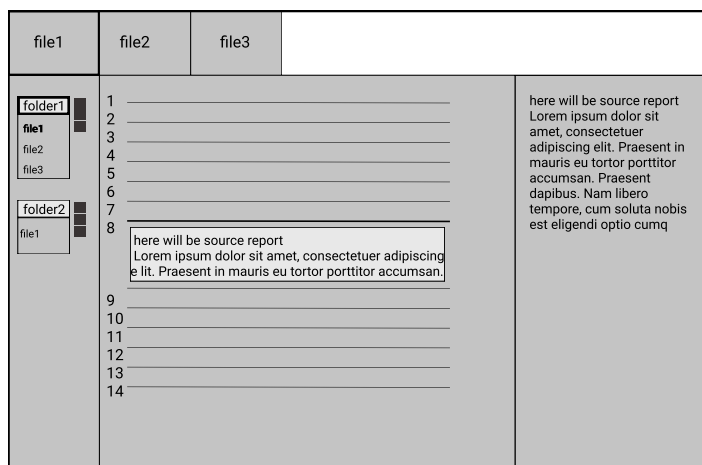 file1
file2
file3
folder1
file1
file2
file3
folder2
file1
1
2
3
4
5
6
7
8
here will be source report
Lorem ipsum dolor sit amet, consectetuer adipiscing
e lit. Praesent in mauris eu tortor porttitor accumsan.
9
10
11
12
13
14
here will be source report
Lorem ipsum dolor sit
amet, consectetuer
adipiscing elit. Praesent in
mauris eu tortor porttitor
accumsan. Praesent
dapibus. Nam libero
tempore, cum soluta nobis
est eligendi optio cumq